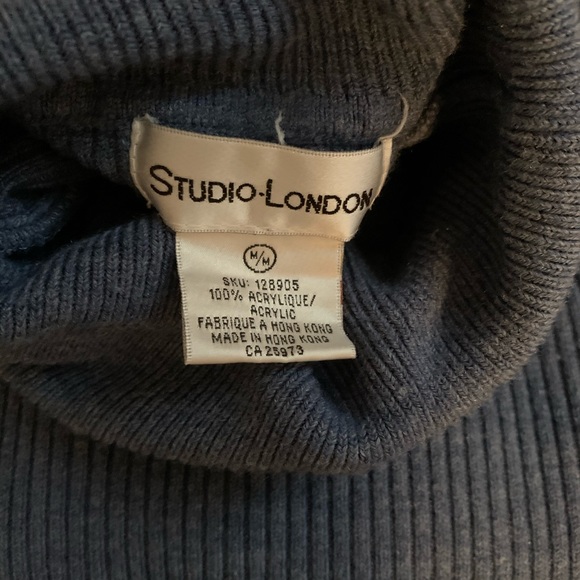 STUDIO·LONDON
M/M
SKU: 128905
100% ACRYLIQUE/
ACRYLIC
FABRIQUE A HONG KONG
MADE IN HONG KONG
CA 25973